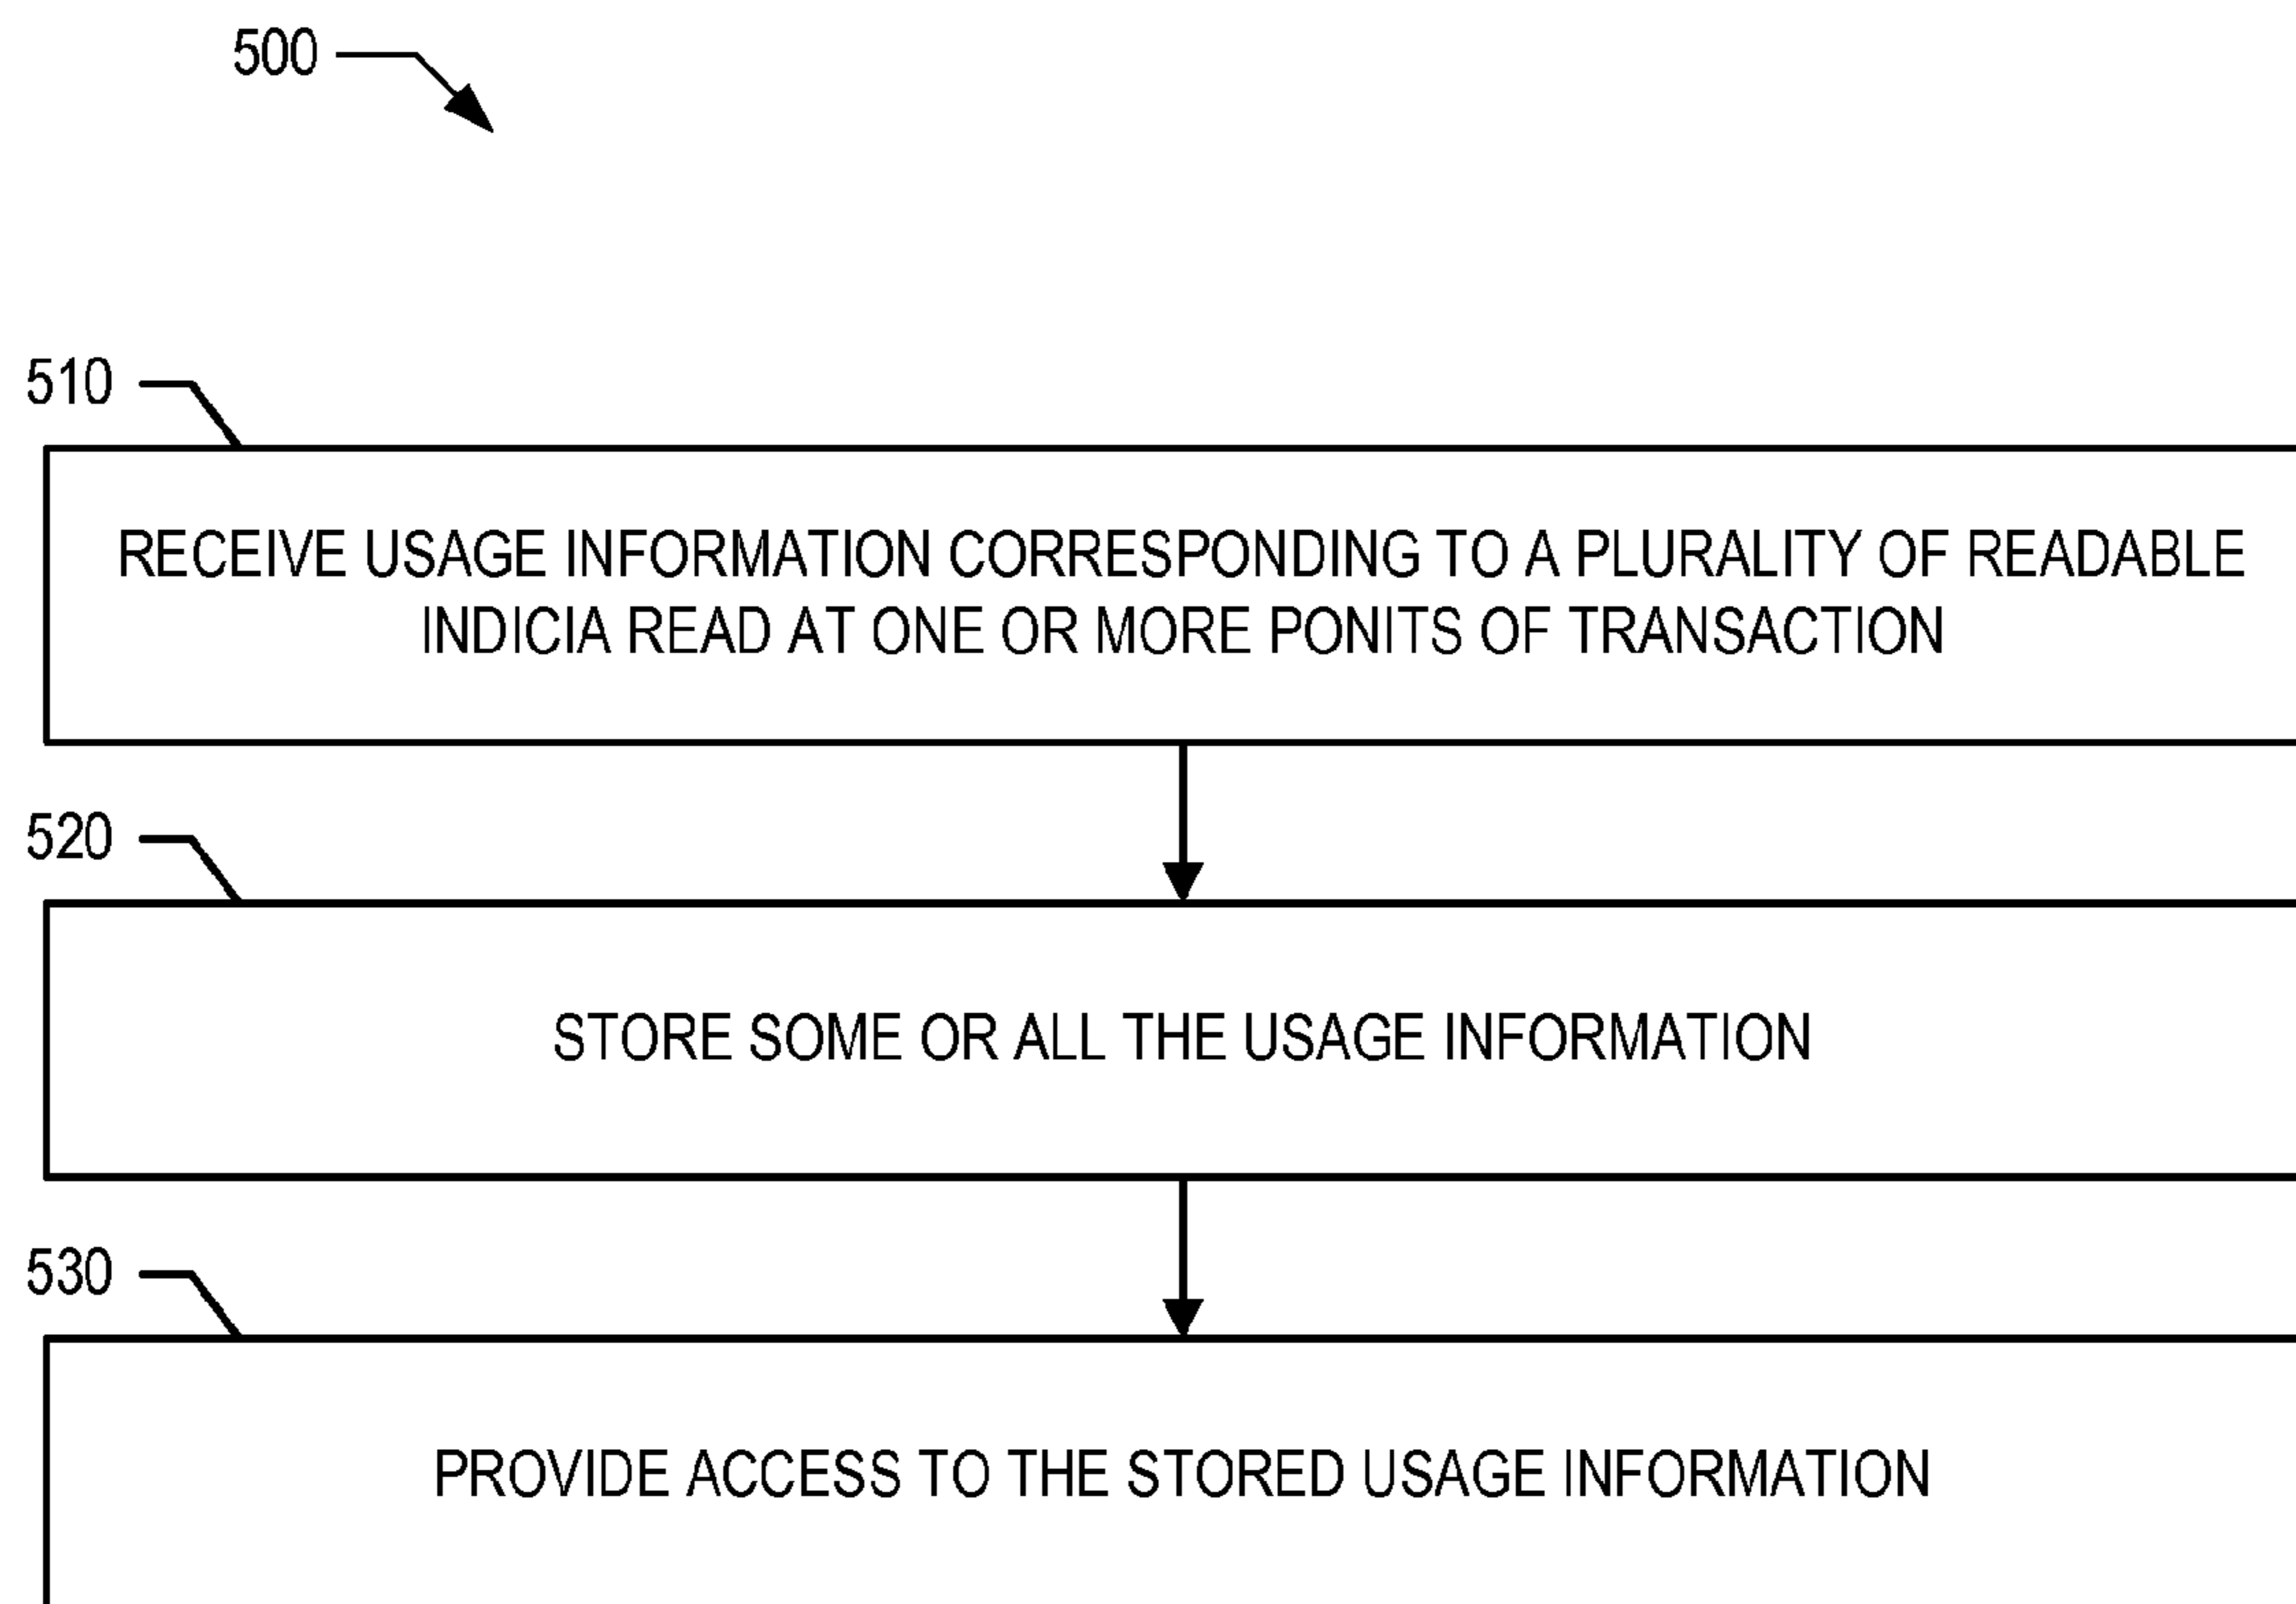 500
510
RECEIVE USAGE INFORMATION CORRESPONDING TO A PLURALITY OF READABLE
INDICIA READ AT ONE OR MORE PONITS OF TRANSACTION
520
STORE SOME OR ALL THE USAGE INFORMATION
530
PROVIDE ACCESS TO THE STORED USAGE INFORMATION